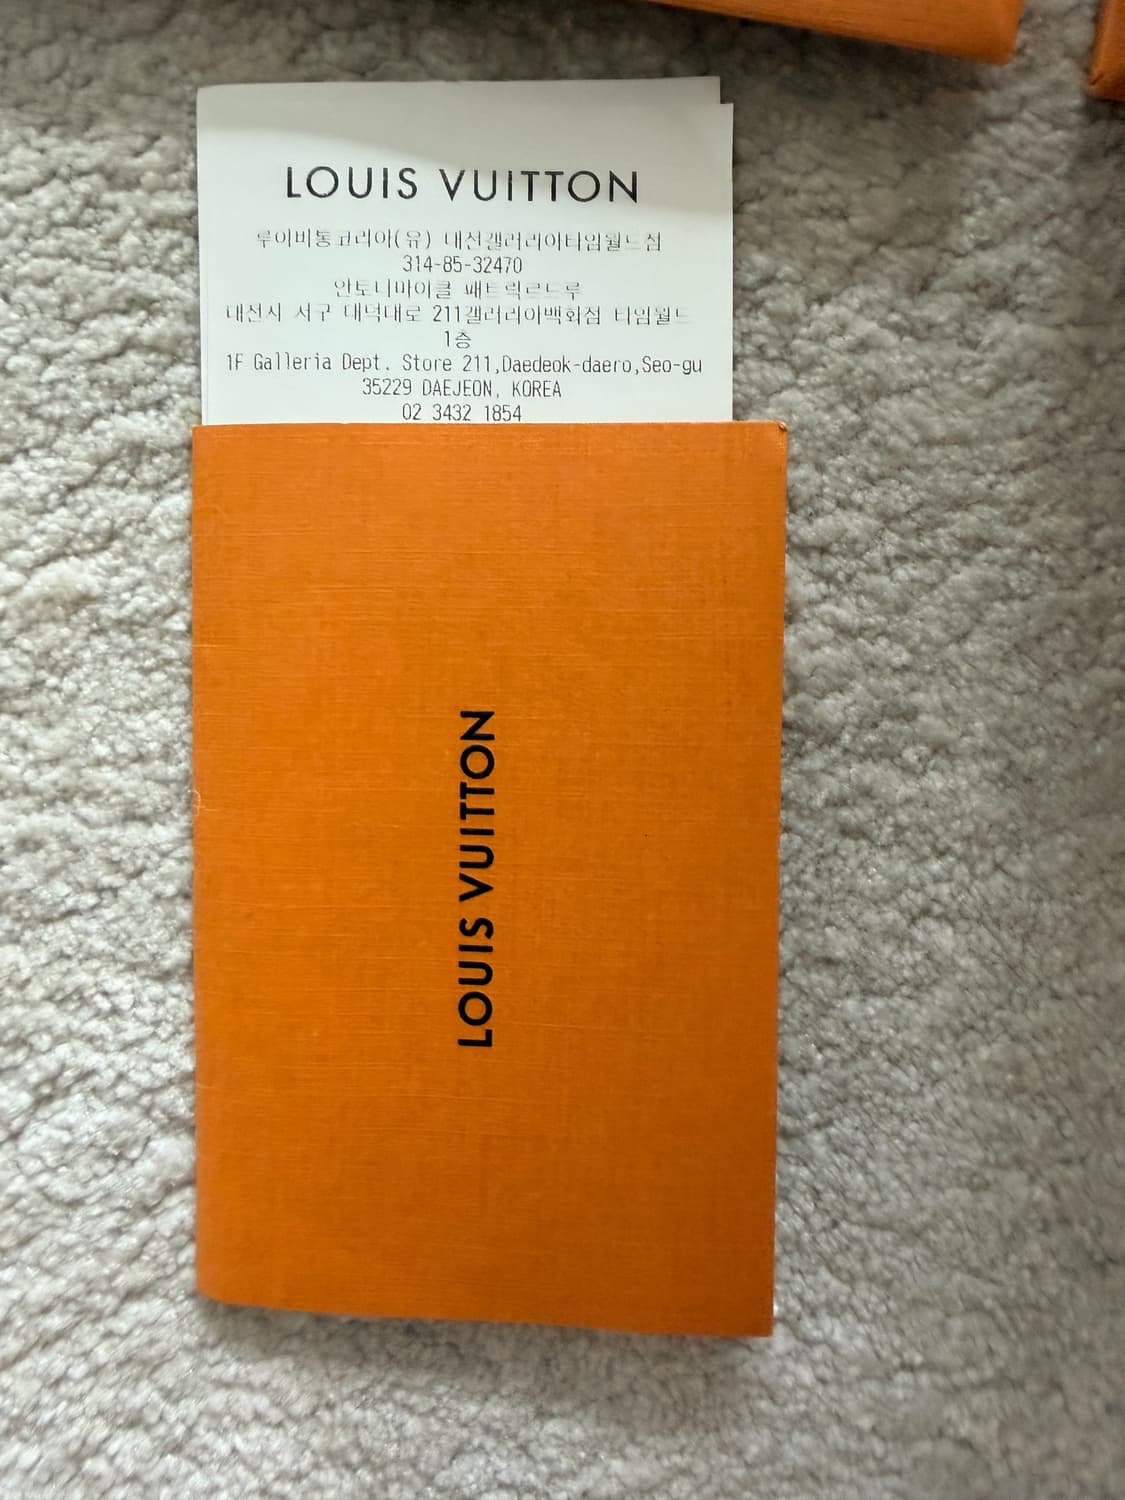 LOUIS VUITTON
루이비통코리아(유) 대전갤러리아타임월드점
314-85-32470
안토니마이클 패트릭르드루
대전시 서구 대덕대로 211갤러리아백화점 타임월드
1층
1F Galleria Dept. Store 211,Daedeok-daero,Seo-gu
35229 DAEJEON, KOREA
02 3432 1854
LOUIS VUITTON